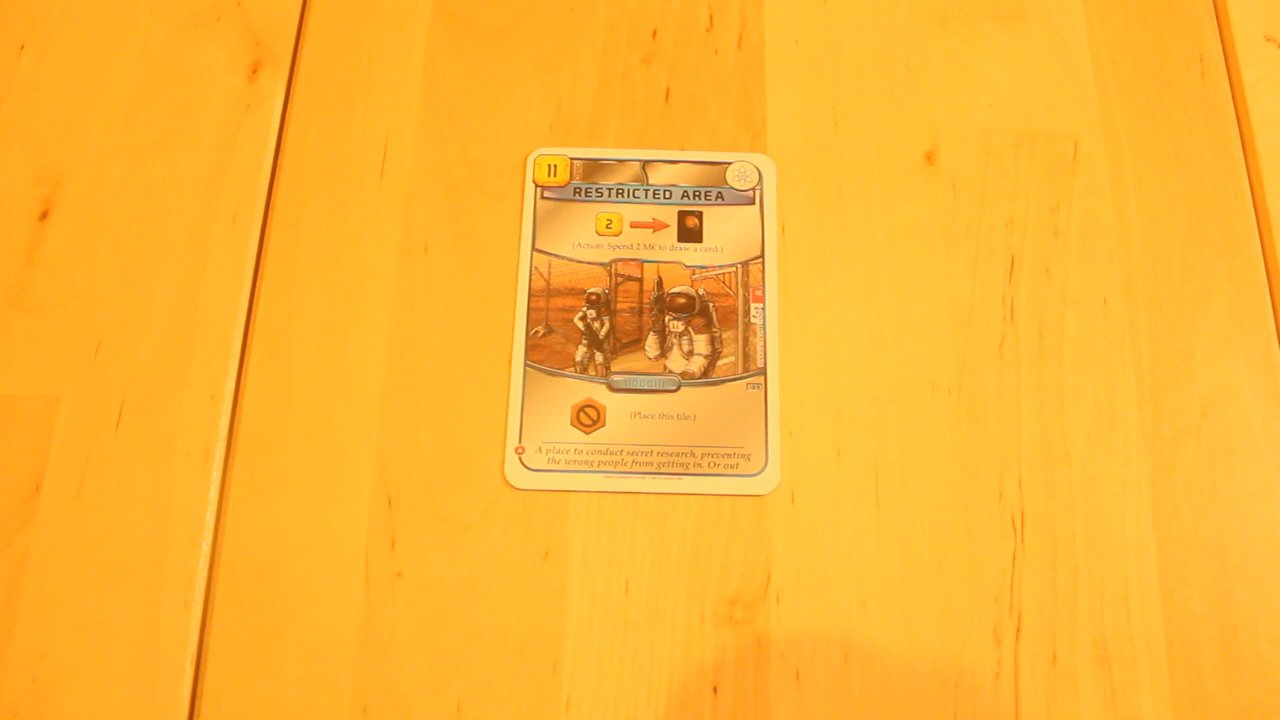 11
RESTRICTED AREA
2
(Action: Spend 2 M€ to draw a card.)
(Place this tile.)
A place to conduct secret research, preventing
the wrong people from getting in. Or out